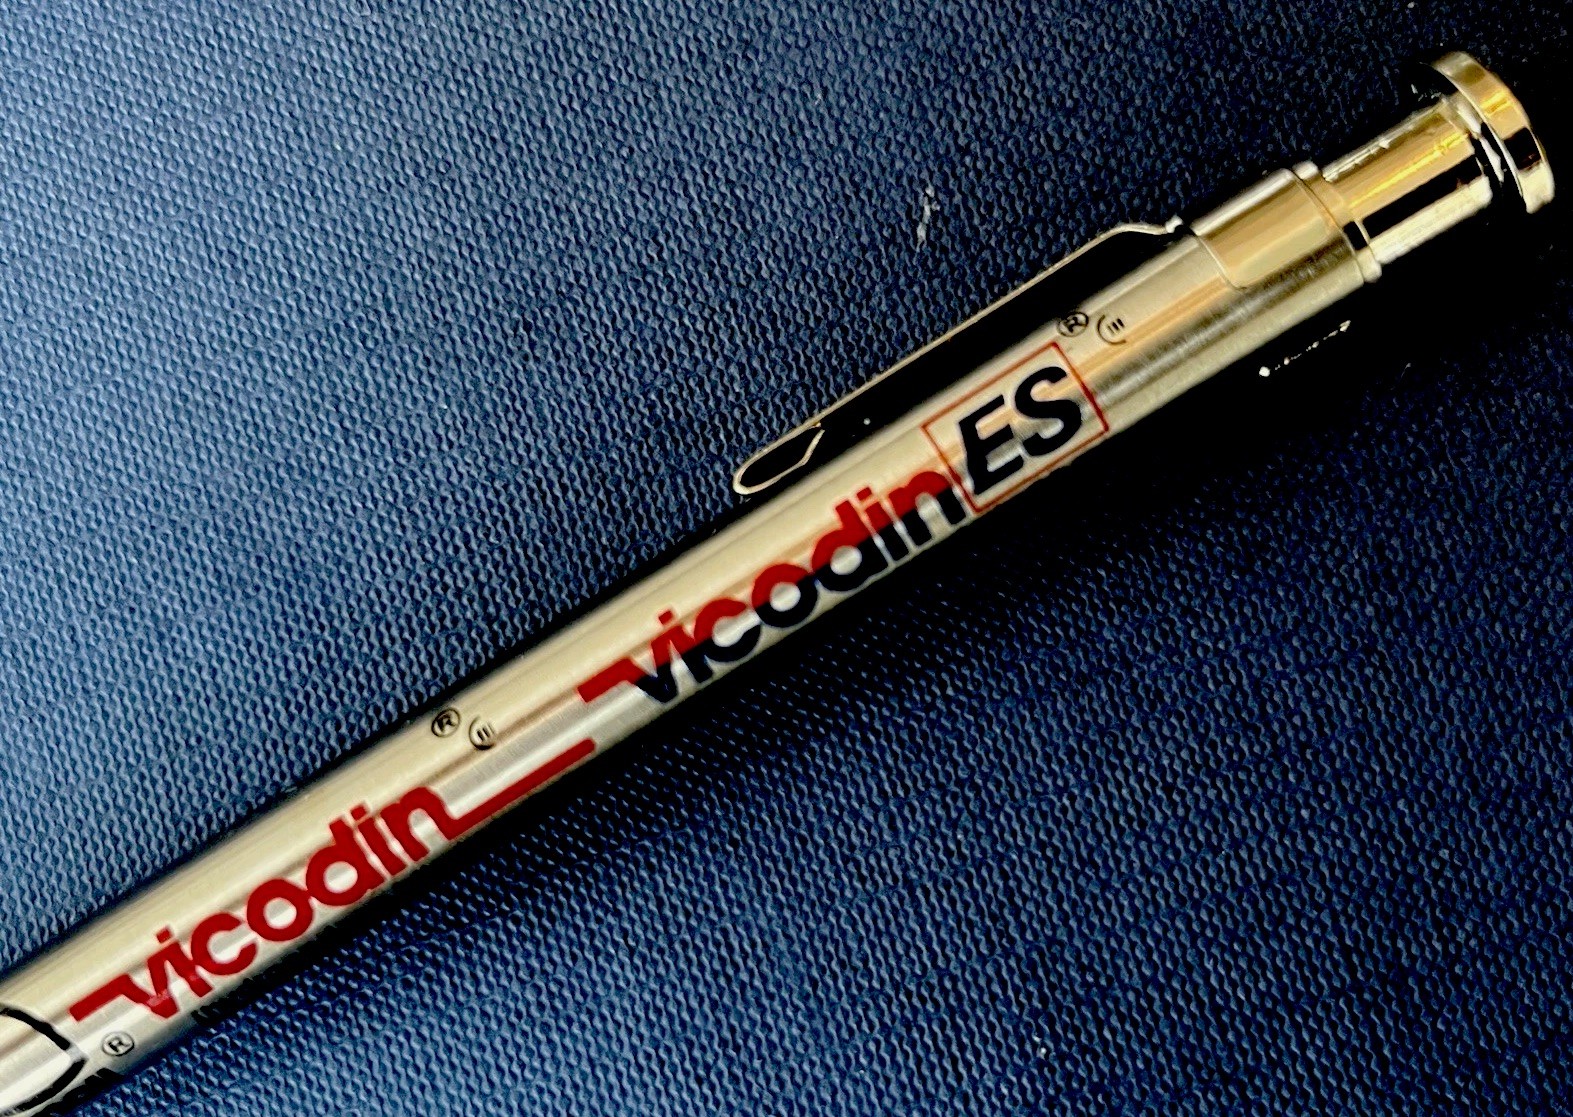 vicodin® Ⓒ
vicodin ES® Ⓒ
®